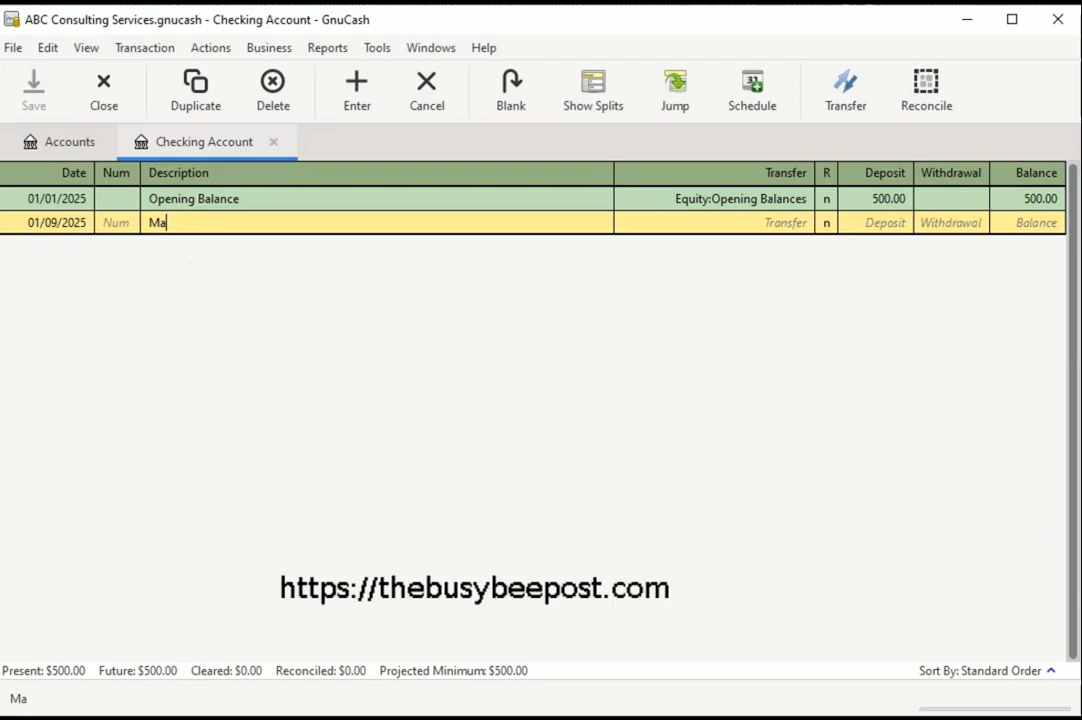 ABC Consulting Services.gnucash - Checking Account - GnuCash
File Edit View Transaction Actions Business Reports Tools Windows Help
Save Close Duplicate Delete Enter Cancel Blank Show Splits Jump Schedule Transfer Reconcile
Accounts Checking Account
Date Num Description Transfer R Deposit Withdrawal Balance
01/01/2025 Opening Balance Equity:Opening Balances n 500.00 500.00
01/09/2025 Num Ma Transfer n Deposit Withdrawal Balance
https://thebusybeepost.com
Present: $500.00 Future: $500.00 Cleared: $0.00 Reconciled: $0.00 Projected Minimum: $500.00 Sort By: Standard Order
Ma